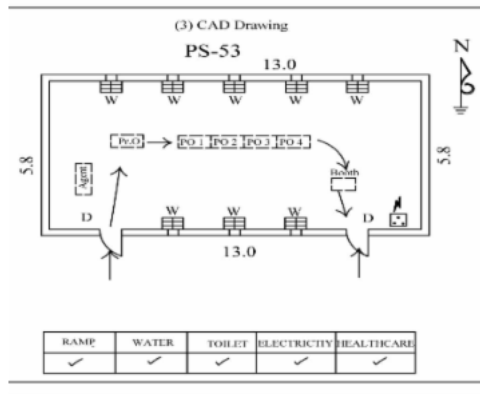 (3) CAD Drawing
PS-53
13.0
N
W W W W W
Pr.O PO 1 PO 2 PO 3 PO 4
5.8
5.8
Agent
Booth
D W W W D
13.0
RAMP WATER TOILET ELECTRICTIY HEALTHCARE
✓ ✓ ✓ ✓ ✓